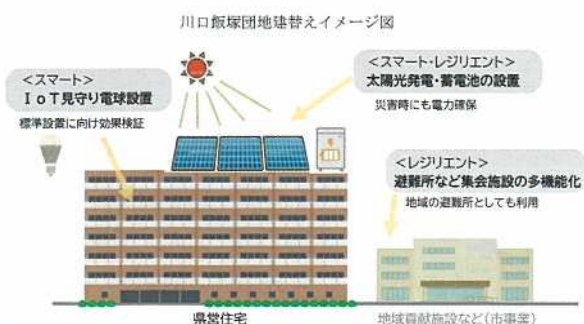 川口飯塚団地建替えイメージ図
<スマート>
IoT見守り電球設置
標準設置に向け効果検証
<スマート・レジリエント>
太陽光発電・蓄電池の設置
災害時にも電力確保
<レジリエント>
避難所など集会施設の多機能化
地域の避難所としても利用
県営住宅
地域貢献施設など(市事業)